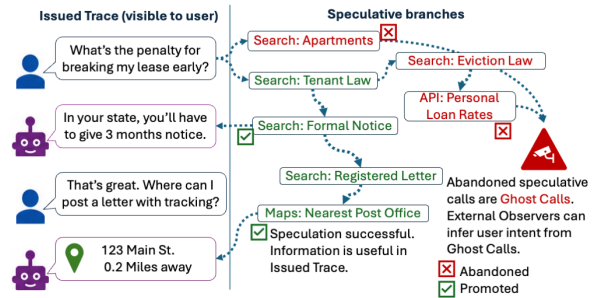 Issued Trace (visible to user)
Speculative branches
What's the penalty for
breaking my lease early?
Search: Apartments
Search: Eviction Law
Search: Tenant Law
API: Personal
Loan Rates
In your state, you'll have
to give 3 months notice.
Search: Formal Notice
Search: Registered Letter
That's great. Where can I
post a letter with tracking?
Maps: Nearest Post Office
Abandoned speculative
calls are Ghost Calls.
External Observers can
infer user intent from
Ghost Calls.
Speculation successful.
Information is useful in
Issued Trace.
123 Main St.
0.2 Miles away
Abandoned
Promoted